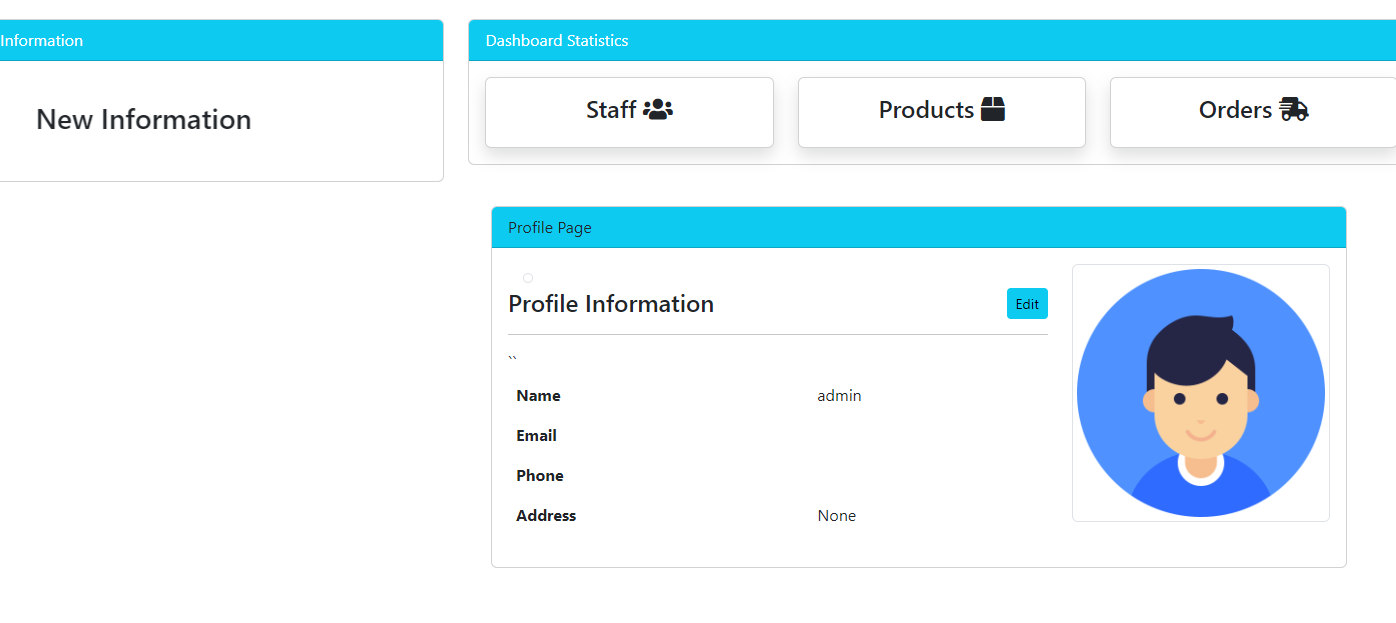 Information
New Information
Dashboard Statistics
Staff
Products
Orders
Profile Page
Profile Information
Edit
``
Name admin
Email
Phone
Address None